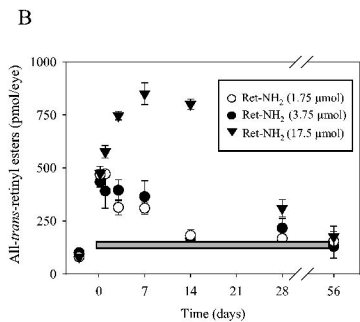 B
1000
750
500
250
0
All-trans-retinyl esters (pmol/eye)
Ret-NH2 (1.75 μmol)
Ret-NH2 (3.75 μmol)
Ret-NH2 (17.5 μmol)
0 7 14 21 28 56
Time (days)